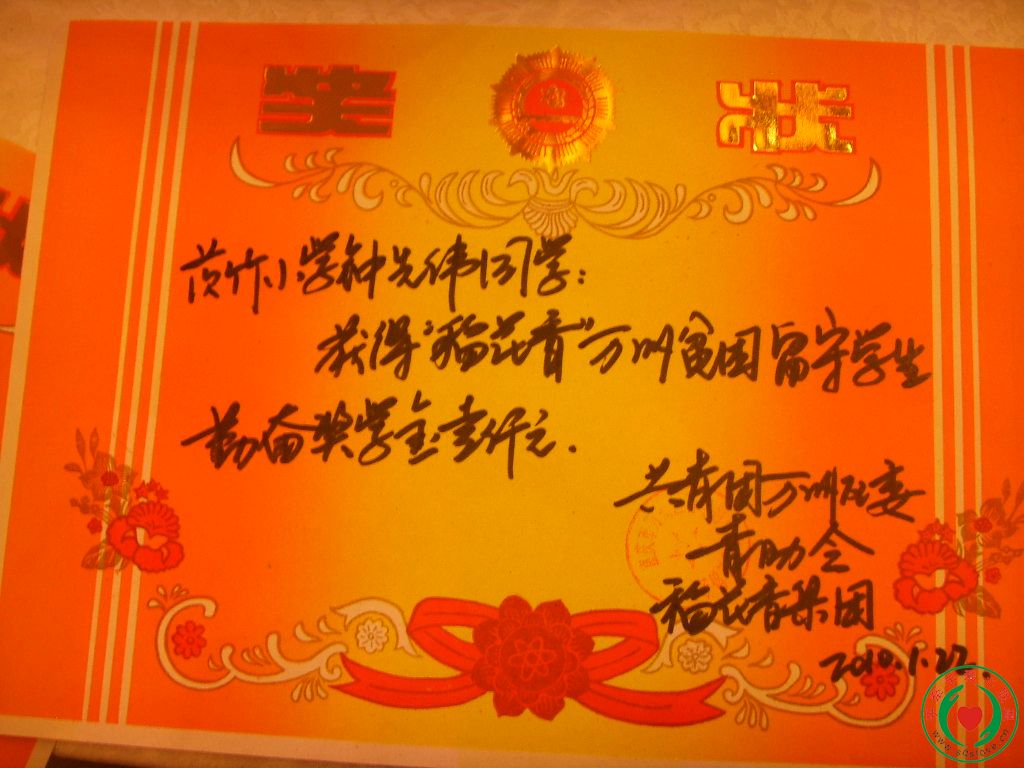 奖状
茨竹小学钟先伟同学：
获得“稻花香”万州贫困留守学生
勤奋奖学金壹仟元.
共青团万州区委
青助会
稻花香集团
2010.1.27.